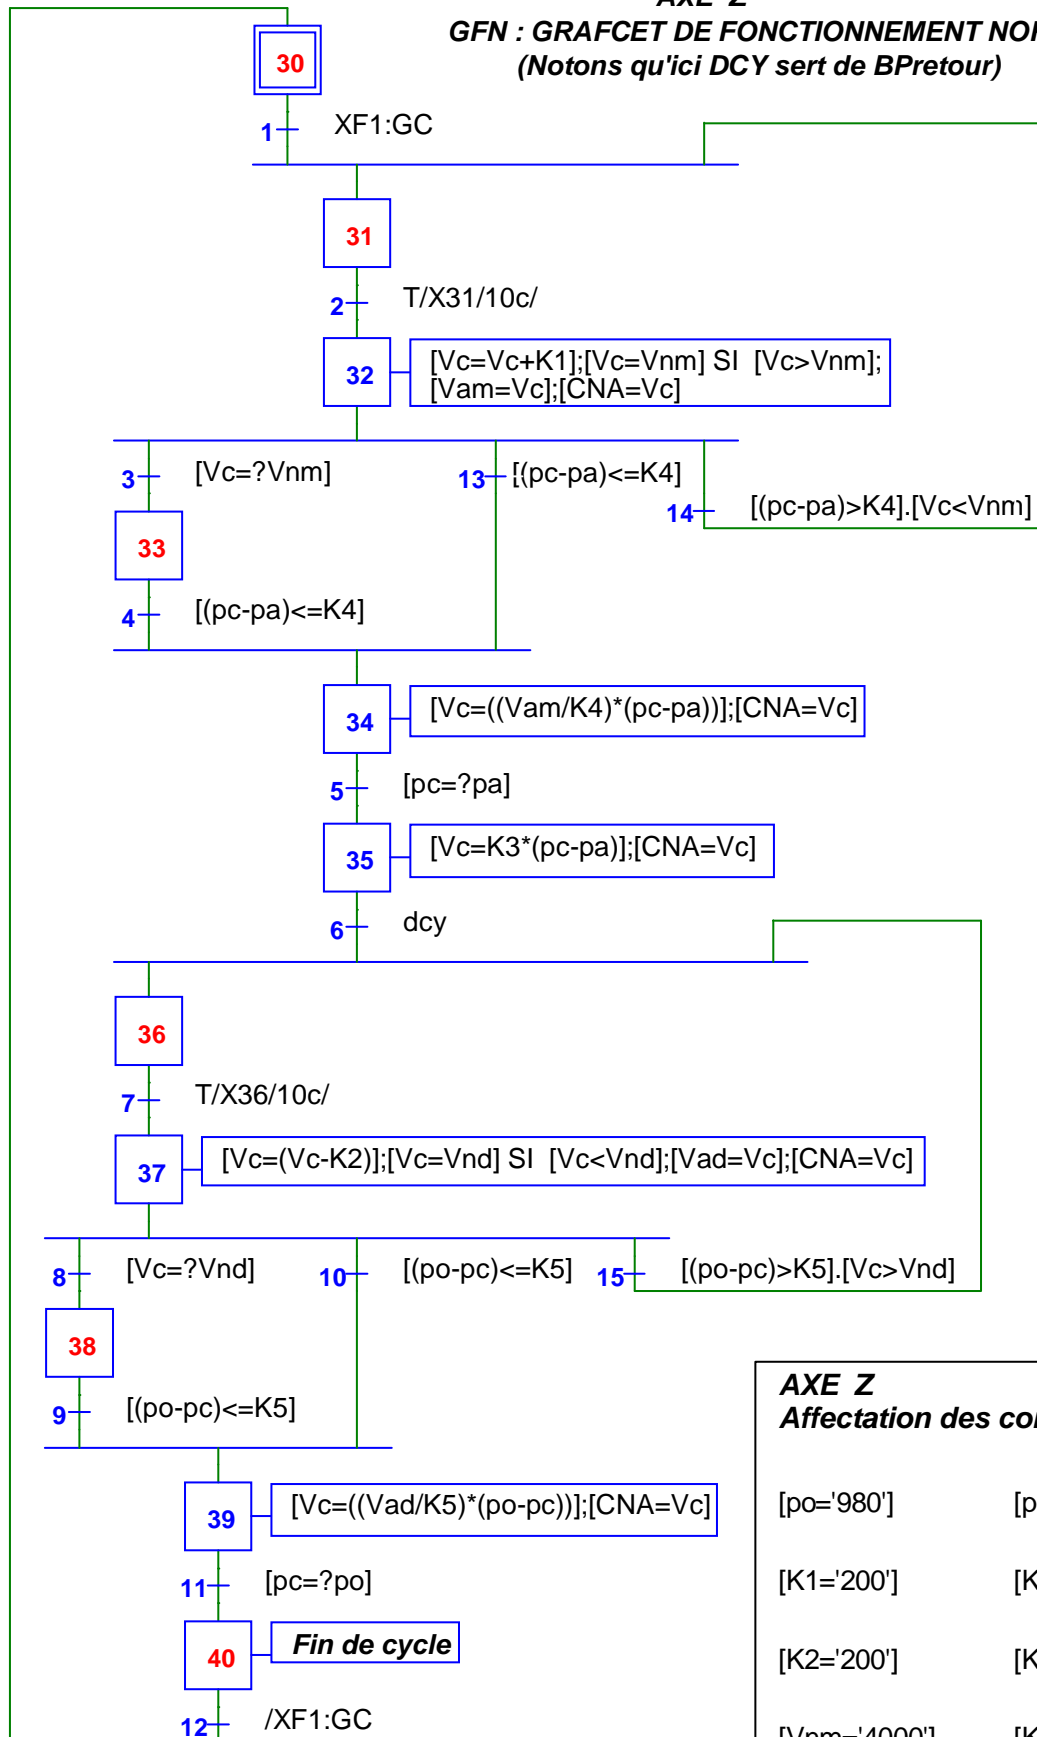 AXE Z
GFN : GRAFCET DE FONCTIONNEMENT
(Notons qu'ici DCY sert de BPretour)
30
1 XF1:GC
31
2 T/X31/10c/
32 [Vc=Vc+K1];[Vc=Vnm] SI [Vc>Vnm];
[Vam=Vc];[CNA=Vc]
3 [Vc=?Vnm] 13 [(pc-pa)<=K4]
14 [(pc-pa)>K4].[Vc<Vnm]
33
4 [(pc-pa)<=K4]
34 [Vc=((Vam/K4)*(pc-pa))];[CNA=Vc]
5 [pc=?pa]
35 [Vc=K3*(pc-pa)];[CNA=Vc]
6 dcy
36
7 T/X36/10c/
37 [Vc=(Vc-K2)];[Vc=Vnd] SI [Vc<Vnd];[Vad=Vc];[CNA=Vc]
8 [Vc=?Vnd] 10 [(po-pc)<=K5] 15 [(po-pc)>K5].[Vc>Vnd]
38
9 [(po-pc)<=K5]
AXE Z
Affectation des
39 [Vc=((Vad/K5)*(po-pc))];[CNA=Vc]
[po='980']
11 [pc=?po]
[K1='200']
40 Fin de cycle
[K2='200']
12 /XF1:GC
[Vnm='4000']